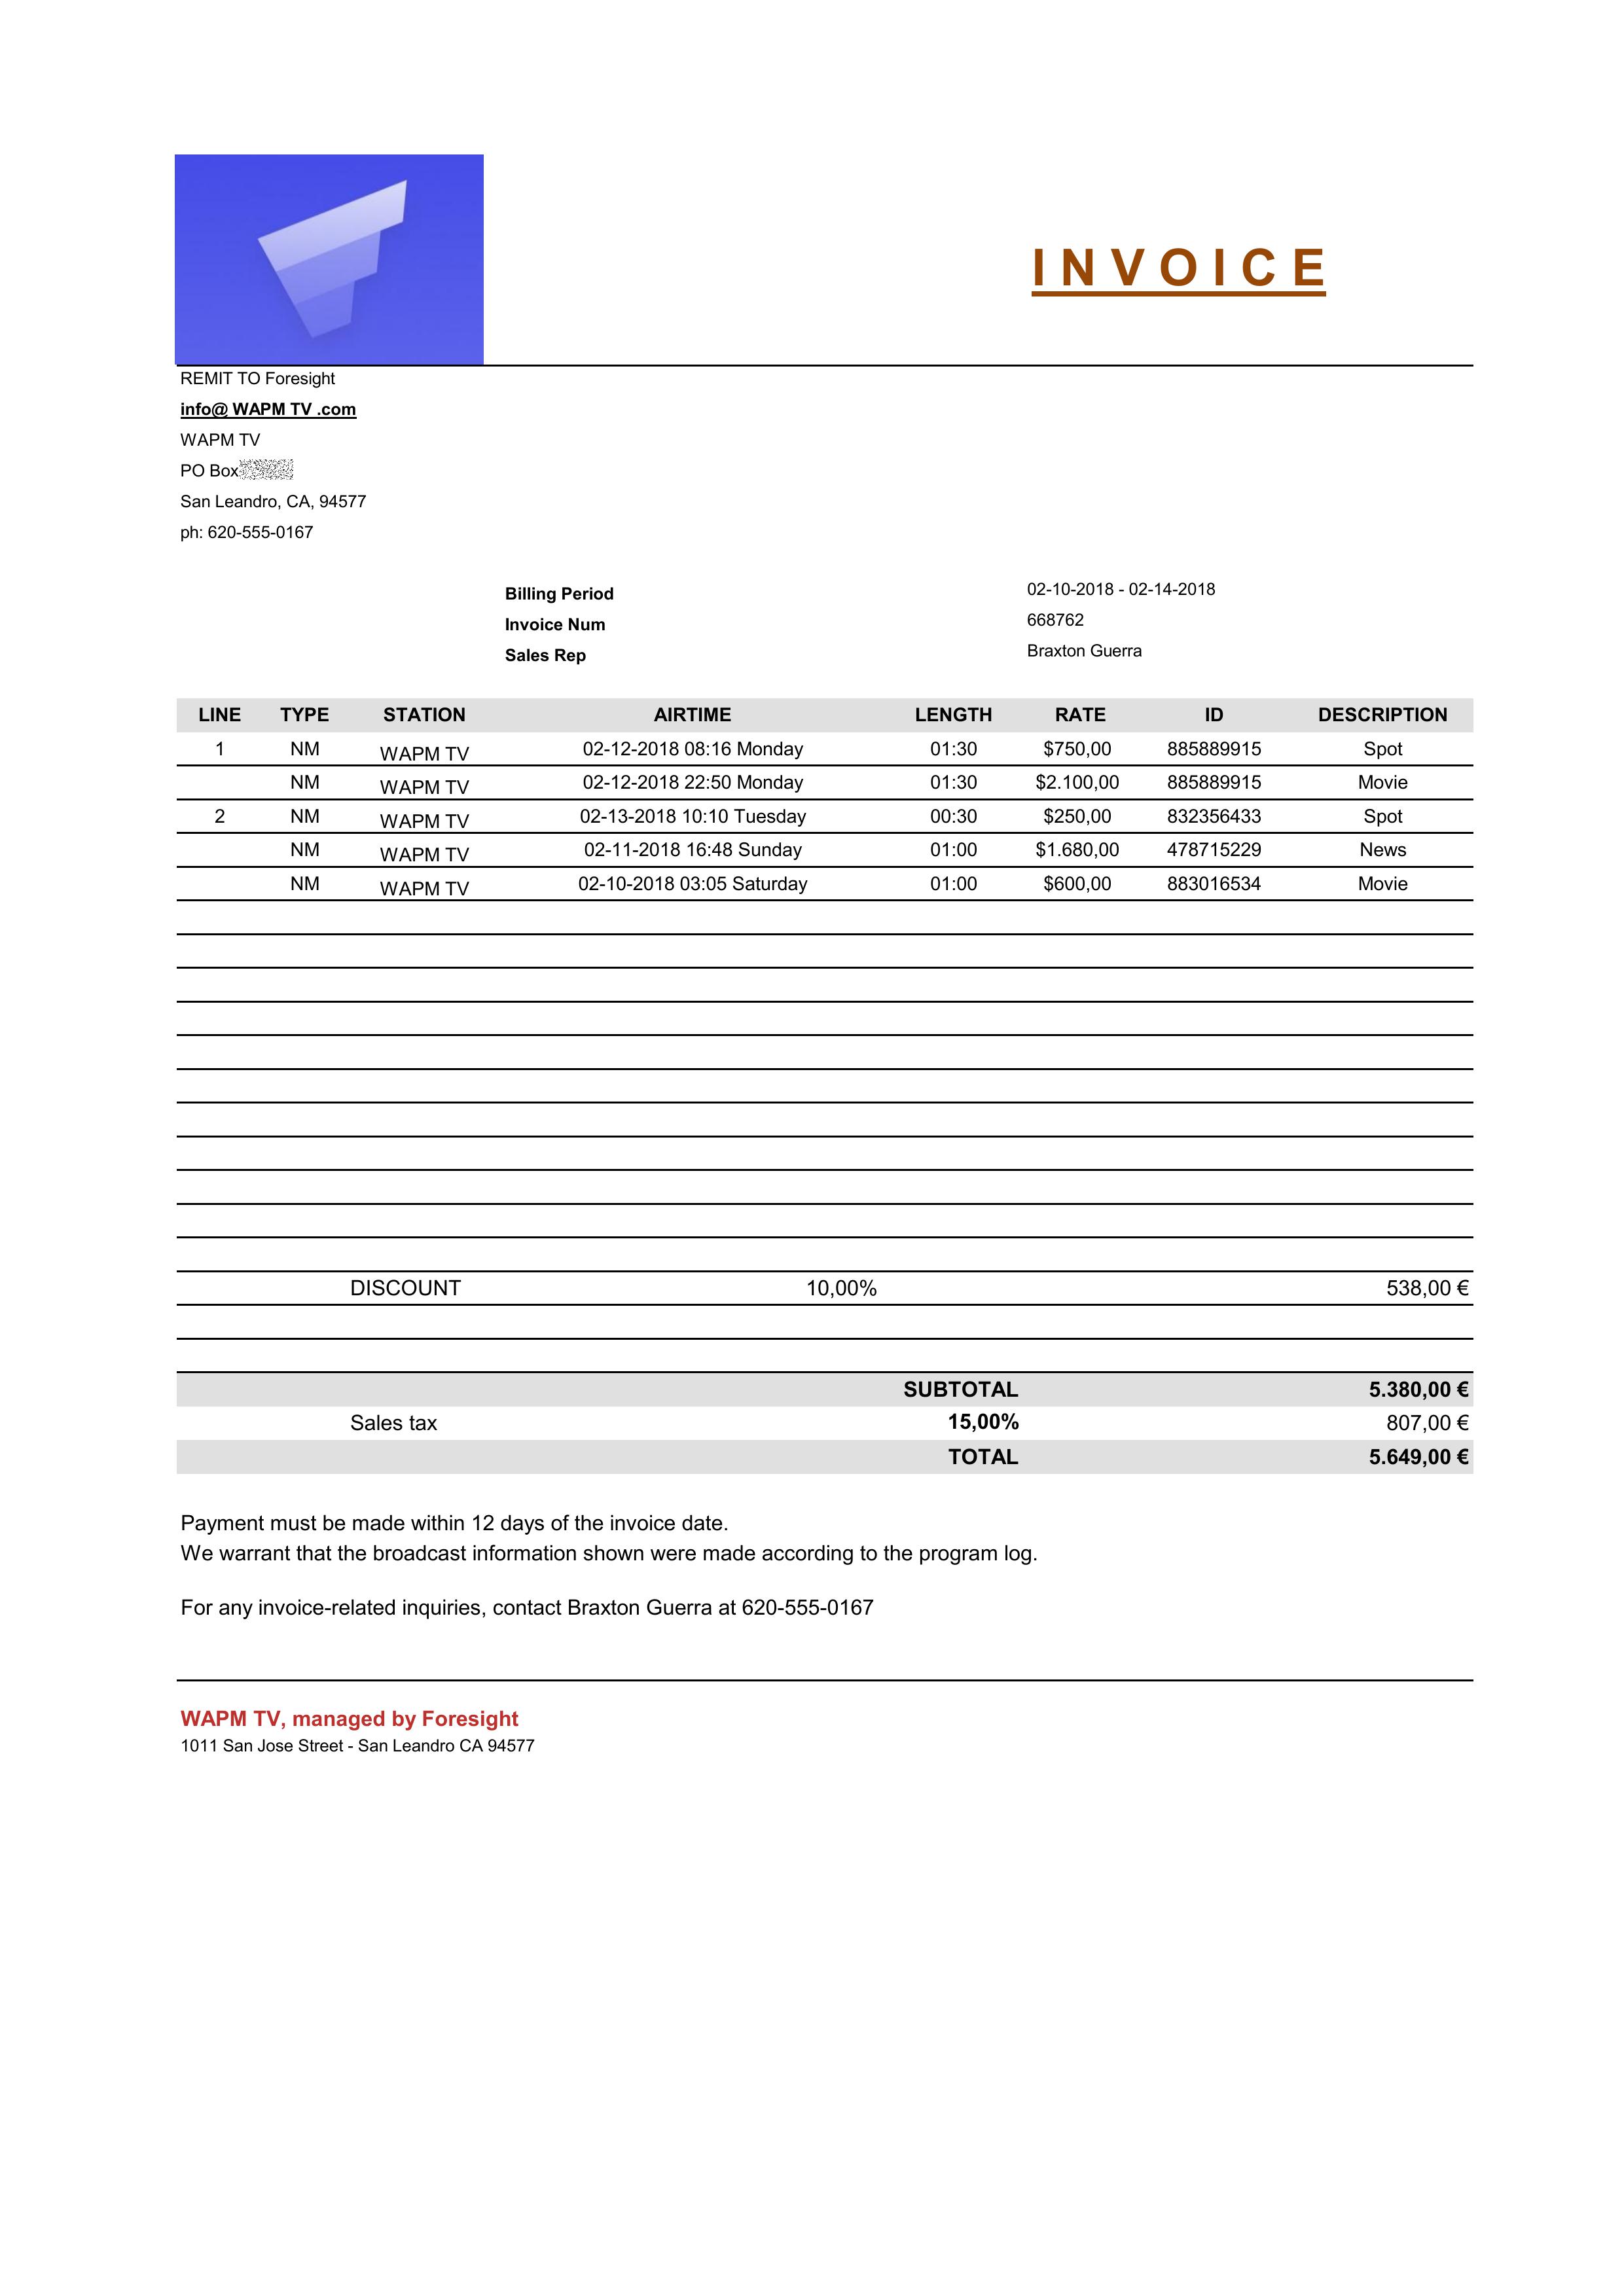 I N V O I C E
REMIT TO Foresight
info@ WAPM TV .com
WAPM TV
PO Box
San Leandro, CA, 94577
ph: 620-555-0167
Billing Period 02-10-2018 - 02-14-2018
Invoice Num 668762
Sales Rep Braxton Guerra
LINE TYPE STATION AIRTIME LENGTH RATE ID DESCRIPTION
1 NM WAPM TV 02-12-2018 08:16 Monday 01:30 $750,00 885889915 Spot
NM WAPM TV 02-12-2018 22:50 Monday 01:30 $2.100,00 885889915 Movie
2 NM WAPM TV 02-13-2018 10:10 Tuesday 00:30 $250,00 832356433 Spot
NM WAPM TV 02-11-2018 16:48 Sunday 01:00 $1.680,00 478715229 News
NM WAPM TV 02-10-2018 03:05 Saturday 01:00 $600,00 883016534 Movie
DISCOUNT 10,00% 538,00 €
SUBTOTAL 5.380,00 €
Sales tax 15,00% 807,00 €
TOTAL 5.649,00 €
Payment must be made within 12 days of the invoice date.
We warrant that the broadcast information shown were made according to the program log.
For any invoice-related inquiries, contact Braxton Guerra at 620-555-0167
WAPM TV, managed by Foresight
1011 San Jose Street - San Leandro CA 94577